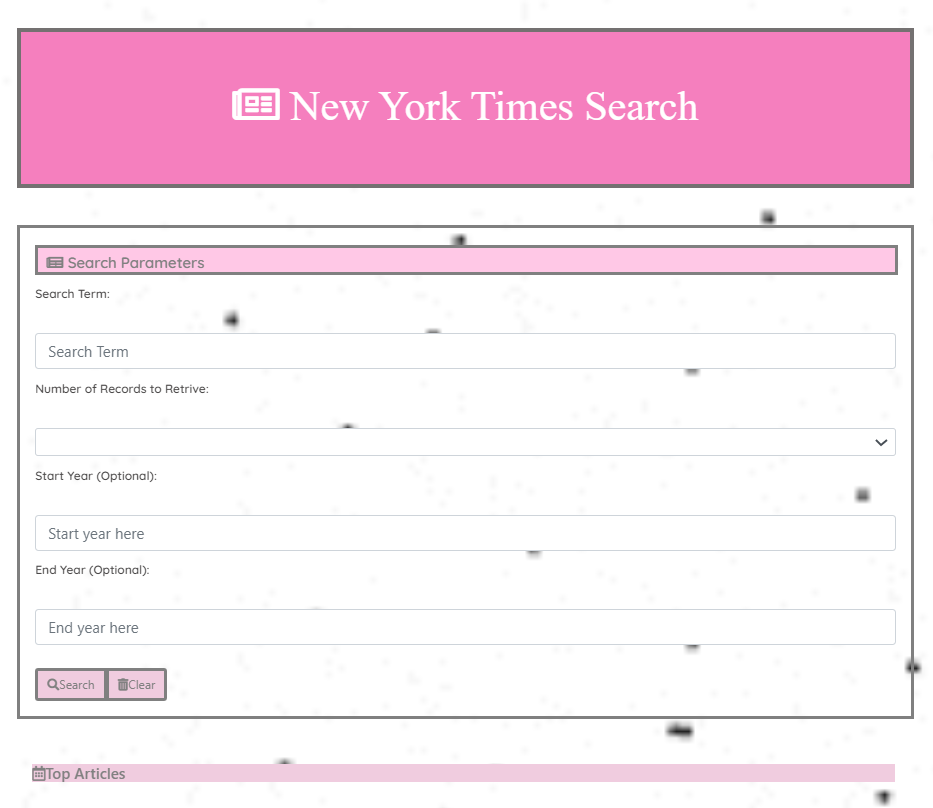 New York Times Search
Search Parameters
Search Term:
Search Term
Number of Records to Retrive:
Start Year (Optional):
Start year here
End Year (Optional):
End year here
Search Clear
Top Articles